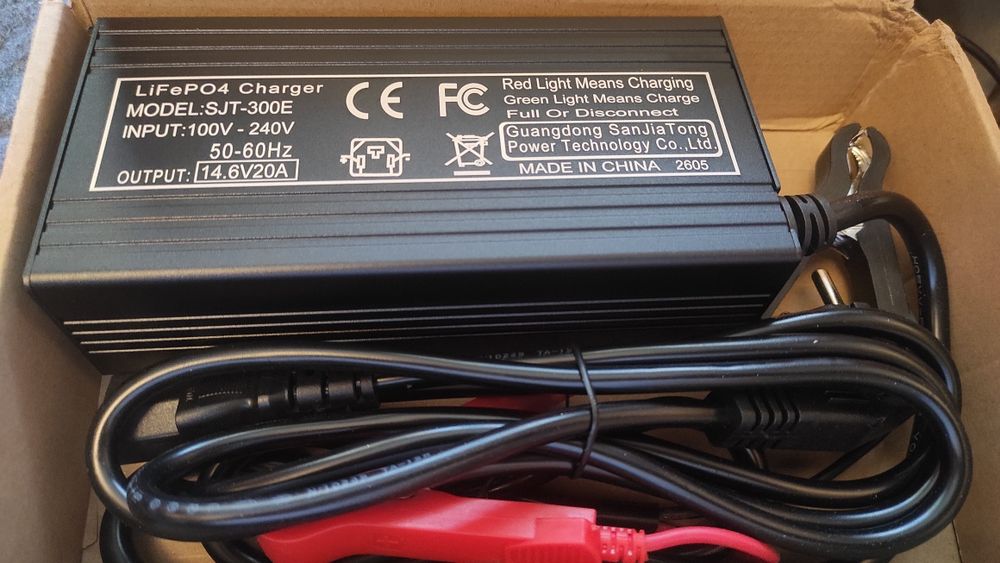 LiFePO4 Charger
MODEL:SJT-300E
INPUT:100V - 240V
50-60Hz
OUTPUT: 14.6V20A
CE
FC
Red Light Means Charging
Green Light Means Charge
Full Or Disconnect
Guangdong SanJiaTong
Power Technology Co.,Ltd.
MADE IN CHINA 2605